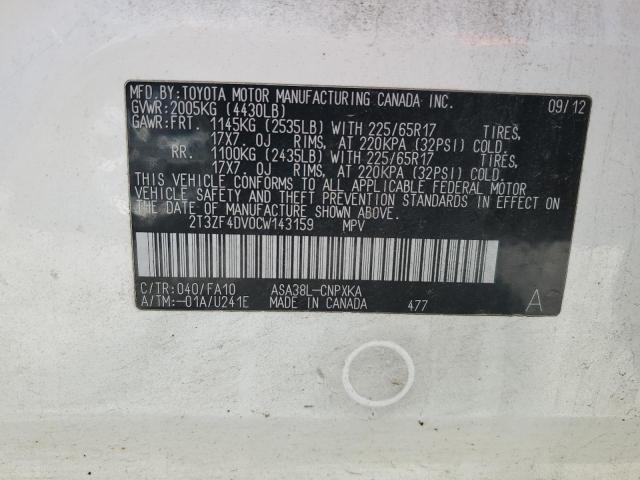 MFD.BY:TOYOTA MOTOR MANUFACTURING CANADA INC. 09/12
GVWR:2005KG (4430LB)
GAWR:FRT. 1145KG (2535LB) WITH 225/65R17 TIRES,
17X7.0J RIMS, AT 220KPA (32PSI) COLD.
RR. 1100KG (2435LB) WITH 225/65R17 TIRES,
17X7.0J RIMS, AT 220KPA (32PSI) COLD.
THIS VEHICLE CONFORMS TO ALL APPLICABLE FEDERAL MOTOR
VEHICLE SAFETY AND THEFT PREVENTION STANDARDS IN EFFECT ON
THE DATE OF MANUFACTURE SHOWN ABOVE.
2T3ZF4DV0CW143159 MPV
C/TR:040/FA10 ASA38L-CNPXKA
A/TM:-01A/U241E MADE IN CANADA 477 A